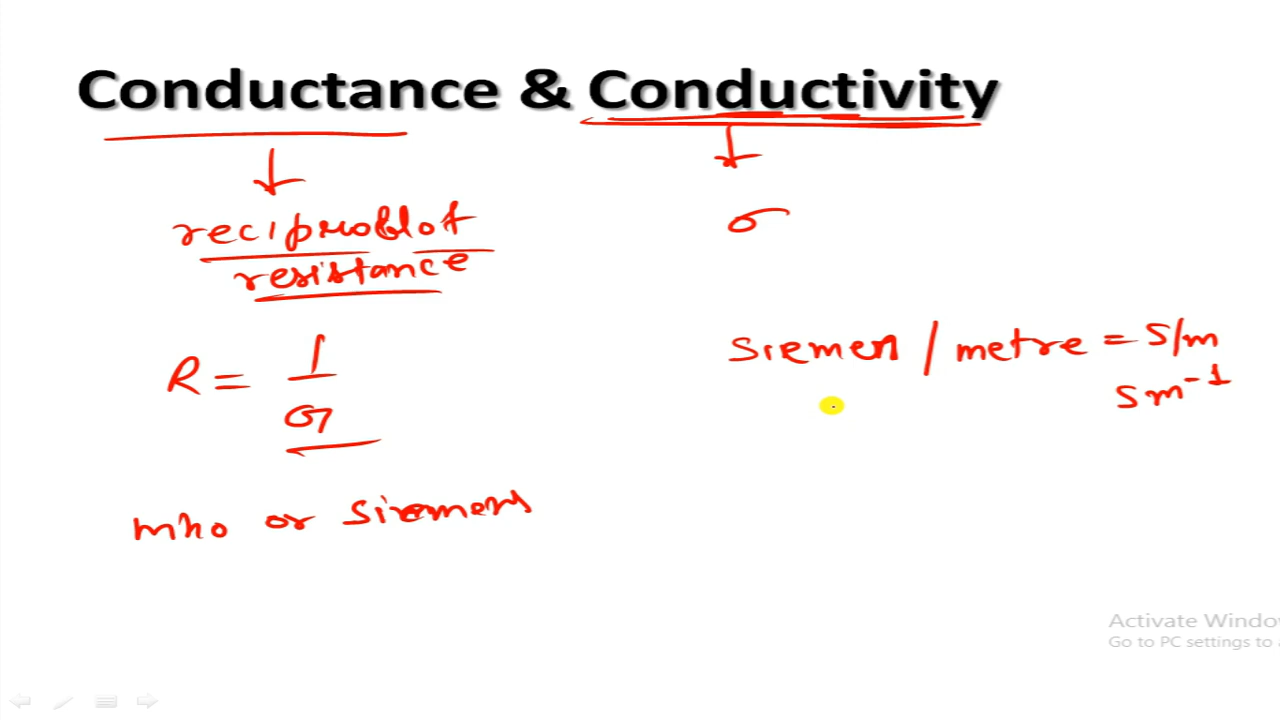 Conductance & Conductivity
reciprocal of
resistance
R = 1/σ
mho or Siemens
σ
Siemen / metre = S/m
Sm⁻¹
Activate Windo
Go to PC settings to a